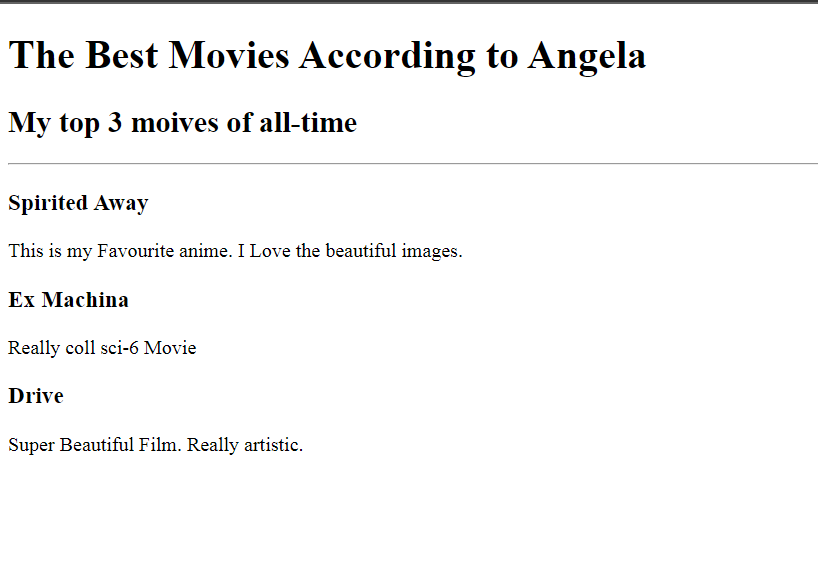 The Best Movies According to Angela
My top 3 moives of all-time
Spirited Away
This is my Favourite anime. I Love the beautiful images.
Ex Machina
Really coll sci-6 Movie
Drive
Super Beautiful Film. Really artistic.